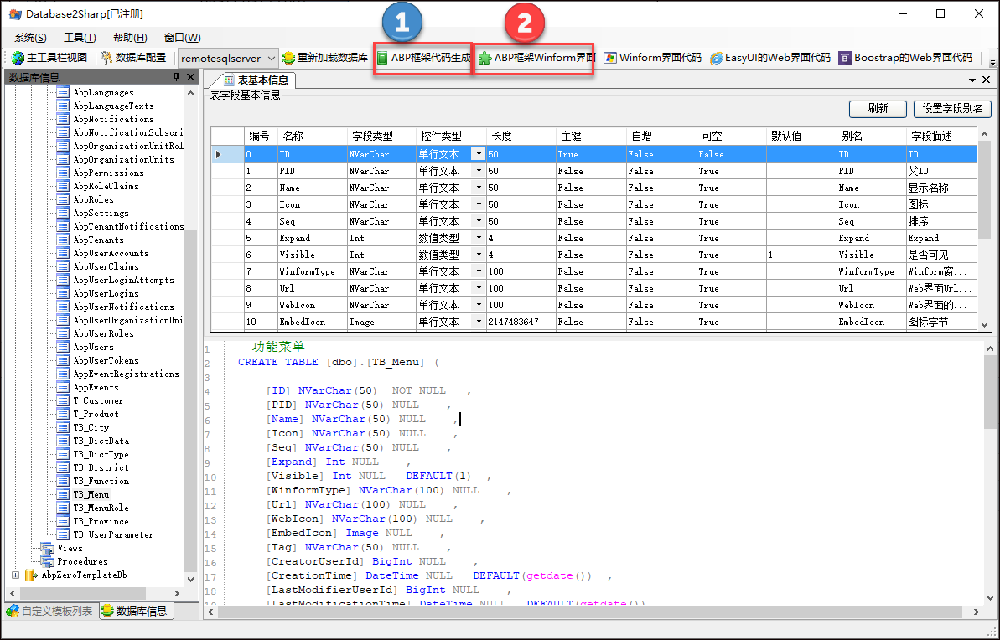 Database2Sharp[已注册]
1
2
系统(S) 工具(T) 帮助(H) 窗口(W)
主工具栏视图 数据库配置 remotesqlserver 重新加载数据库 ABP框架代码生成 ABP框架Winform界面 Winform界面代码 EasyUI的Web界面代码 Boostrap的Web界面代码
数据库信息
AbpLanguages
AbpLanguageTexts
AbpNotifications
AbpNotificationSubscri
AbpOrganizationUnitRol
AbpOrganizationUnits
AbpPermissions
AbpRoleClaims
AbpRoles
AbpSettings
AbpTenantNotifications
AbpTenants
AbpUserAccounts
AbpUserClaims
AbpUserLoginAttempts
AbpUserLogins
AbpUserNotifications
AbpUserOrganizationUni
AbpUserRoles
AbpUsers
AbpUserTokens
AppEventRegistrations
AppEvents
T_Customer
T_Product
TB_City
TB_DictData
TB_DictType
TB_District
TB_Function
TB_Menu
TB_MenuRole
TB_Province
TB_UserParameter
Views
Procedures
AbpZeroTemplateDb
自定义模板列表 数据库信息
表基本信息
表字段基本信息
刷新 设置字段别名
编号 名称 字段类型 控件类型 长度 主键 自增 可空 默认值 别名 字段描述
0 ID NVarChar 单行文本 50 True False False ID ID
1 PID NVarChar 单行文本 50 False False True PID 父ID
2 Name NVarChar 单行文本 50 False False True Name 显示名称
3 Icon NVarChar 单行文本 50 False False True Icon 图标
4 Seq NVarChar 单行文本 50 False False True Seq 排序
5 Expand Int 数值类型 4 False False True Expand Expand
6 Visible Int 数值类型 4 False False True 1 Visible 是否可见
7 WinformType NVarChar 单行文本 100 False False True WinformType Winform窗...
8 Url NVarChar 单行文本 100 False False True Url Web界面Url...
9 WebIcon NVarChar 单行文本 100 False False True WebIcon Web界面的...
10 EmbedIcon Image 单行文本 2147483647 False False True EmbedIcon 图标字节
1 --功能菜单
2 CREATE TABLE [dbo].[TB_Menu] (
3
4 [ID] NVarChar(50) NOT NULL ,
5 [PID] NVarChar(50) NULL ,
6 [Name] NVarChar(50) NULL ,
7 [Icon] NVarChar(50) NULL ,
8 [Seq] NVarChar(50) NULL ,
9 [Expand] Int NULL ,
10 [Visible] Int NULL DEFAULT(1) ,
11 [WinformType] NVarChar(100) NULL ,
12 [Url] NVarChar(100) NULL ,
13 [WebIcon] NVarChar(100) NULL ,
14 [EmbedIcon] Image NULL ,
15 [Tag] NVarChar(50) NULL ,
16 [CreatorUserId] BigInt NULL ,
17 [CreationTime] DateTime NULL DEFAULT(getdate()) ,
18 [LastModifierUserId] BigInt NULL ,
19 [LastModificationTime] DateTime NULL DEFAULT(getdate())